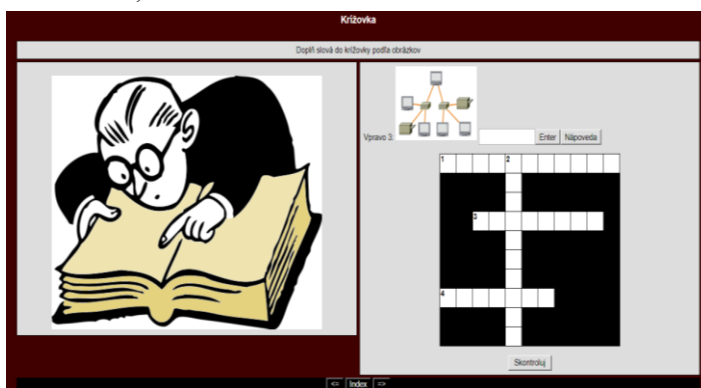 Krížovka
Doplň slová do krížovky podľa obrázkov
Vpravo 3:
Enter
Nápoveda
1
2
3
4
Skontroluj
<=
Index
=>